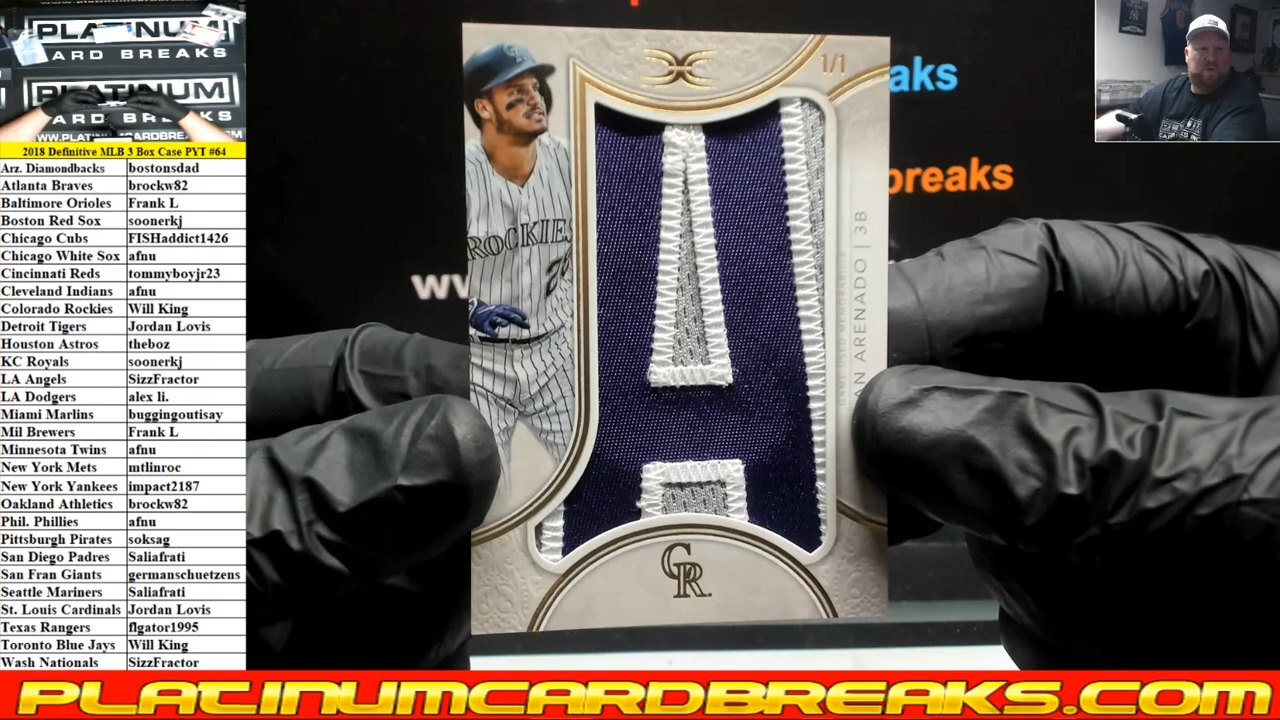 PLATINUM
CARD BREAKS
PLATINUM
CARD BREAKS
WWW.PLATINUMCARDBREAKS.COM
2018 Definitive MLB 3 Box Case PYT #64
Arz. Diamondbacks bostonsdad
Atlanta Braves brockw82
Baltimore Orioles Frank L
Boston Red Sox soonerkj
Chicago Cubs FISHaddict1426
Chicago White Sox afnu
Cincinnati Reds tommyboyjr23
Cleveland Indians afnu
Colorado Rockies Will King
Detroit Tigers Jordan Lovis
Houston Astros theboz
KC Royals soonerkj
LA Angels SizzFractor
LA Dodgers alex li.
Miami Marlins buggingoutisay
Mil Brewers Frank L
Minnesota Twins afnu
New York Mets mtlinroc
New York Yankees impact2187
Oakland Athletics brockw82
Phil. Phillies afnu
Pittsburgh Pirates soksag
San Diego Padres Saliafrati
San Fran Giants germanschuetzens
Seattle Mariners Saliafrati
St. Louis Cardinals Jordan Lovis
Texas Rangers flgator1995
Toronto Blue Jays Will King
Wash Nationals SizzFractor
1/1
ROCKIES
2
A
GAME USED MEMORABILIA
AN ARENADO | 3B
CR
aks
breaks
ww
PLATINUMCARDBREAKS.COM